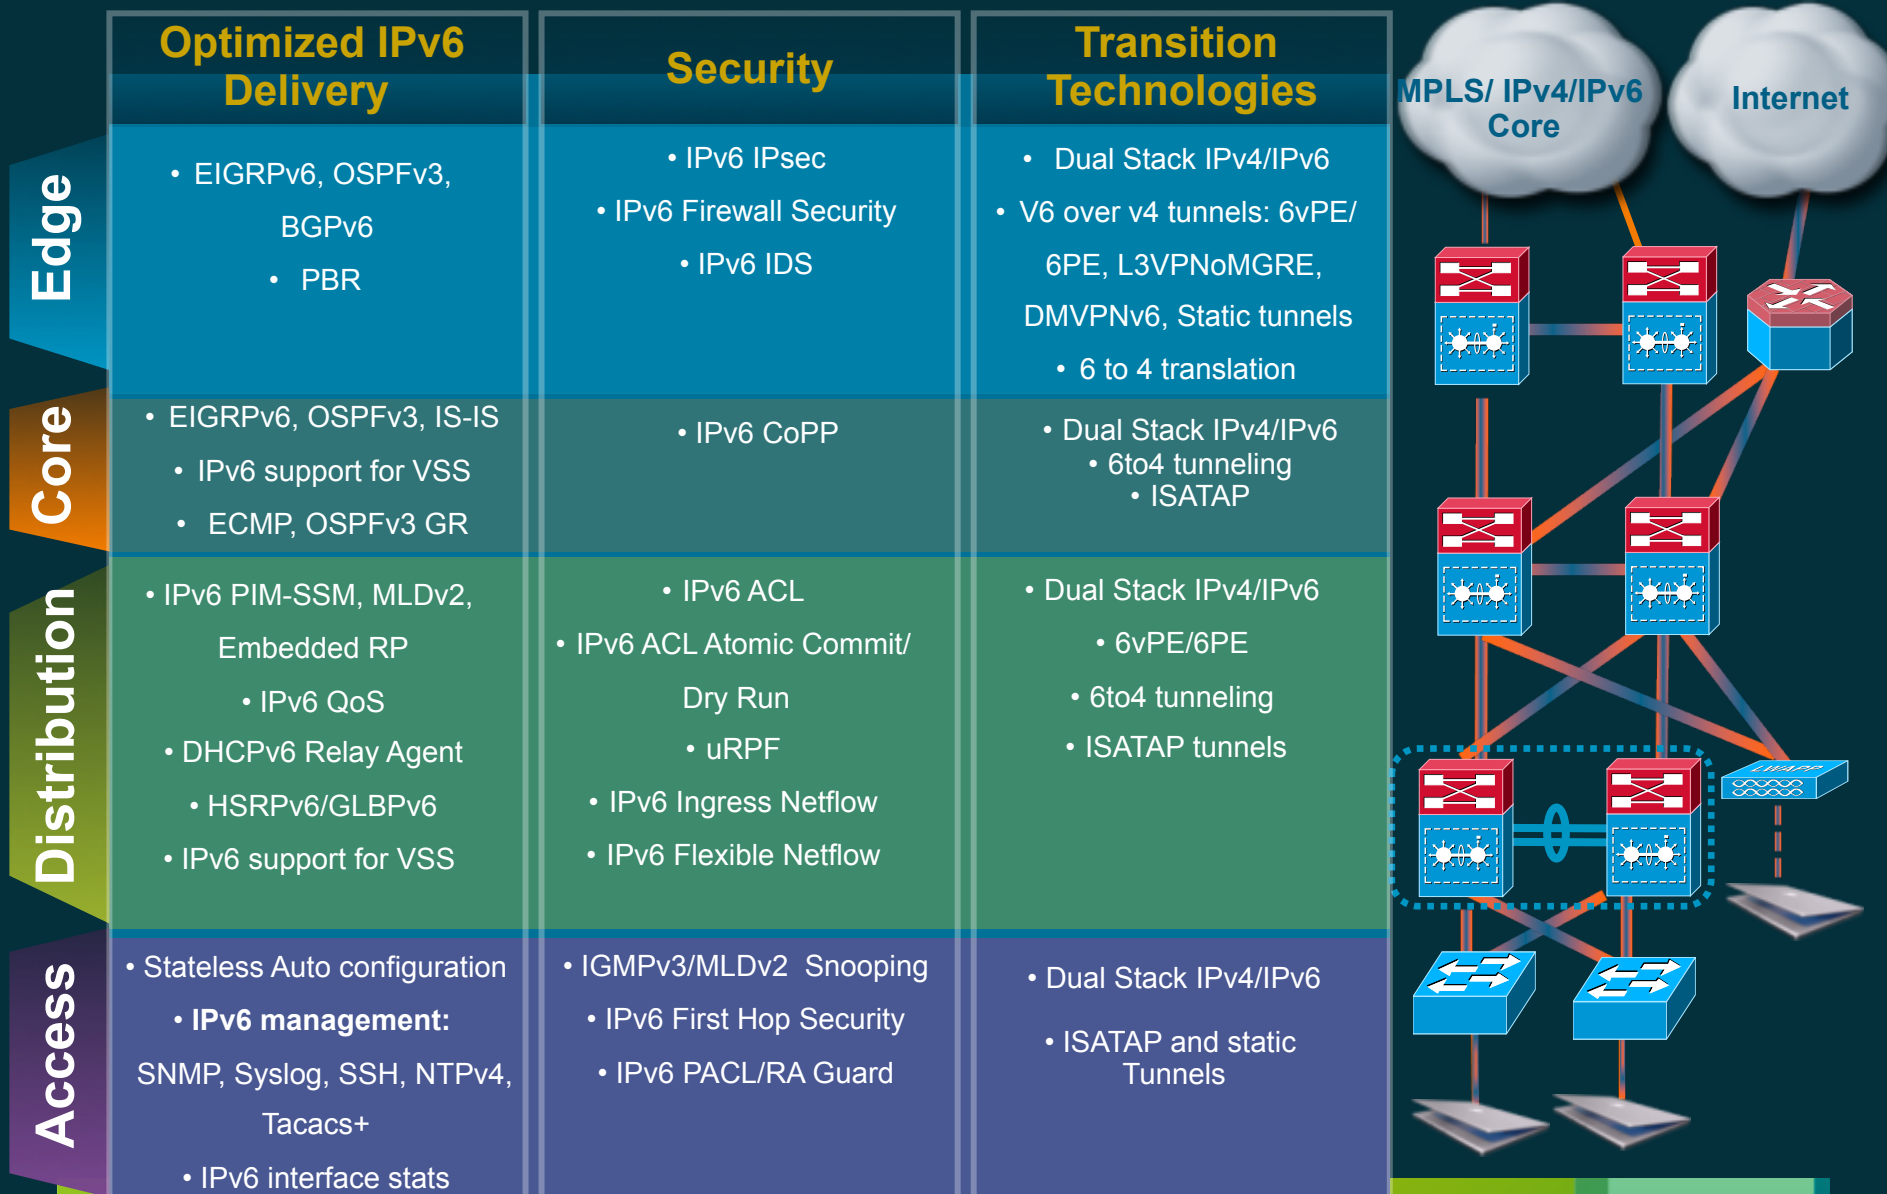 Optimized IPv6
Delivery
Security
Transition
Technologies
MPLS/ IPv4/IPv6
Core
Internet
Edge
• EIGRPv6, OSPFv3,
BGPv6
• PBR
• IPv6 IPsec
• IPv6 Firewall Security
• IPv6 IDS
• Dual Stack IPv4/IPv6
• V6 over v4 tunnels: 6vPE/
6PE, L3VPNoMGRE,
DMVPNv6, Static tunnels
• 6 to 4 translation
Core
• EIGRPv6, OSPFv3, IS-IS
• IPv6 support for VSS
• ECMP, OSPFv3 GR
• IPv6 CoPP
• Dual Stack IPv4/IPv6
• 6to4 tunneling
• ISATAP
Distribution
• IPv6 PIM-SSM, MLDv2,
Embedded RP
• IPv6 QoS
• DHCPv6 Relay Agent
• HSRPv6/GLBPv6
• IPv6 support for VSS
• IPv6 ACL
• IPv6 ACL Atomic Commit/
Dry Run
• uRPF
• IPv6 Ingress Netflow
• IPv6 Flexible Netflow
• Dual Stack IPv4/IPv6
• 6vPE/6PE
• 6to4 tunneling
• ISATAP tunnels
LWAPP
Access
• Stateless Auto configuration
• IPv6 management:
SNMP, Syslog, SSH, NTPv4,
Tacacs+
• IPv6 interface stats
• IGMPv3/MLDv2 Snooping
• IPv6 First Hop Security
• IPv6 PACL/RA Guard
• Dual Stack IPv4/IPv6
• ISATAP and static
Tunnels